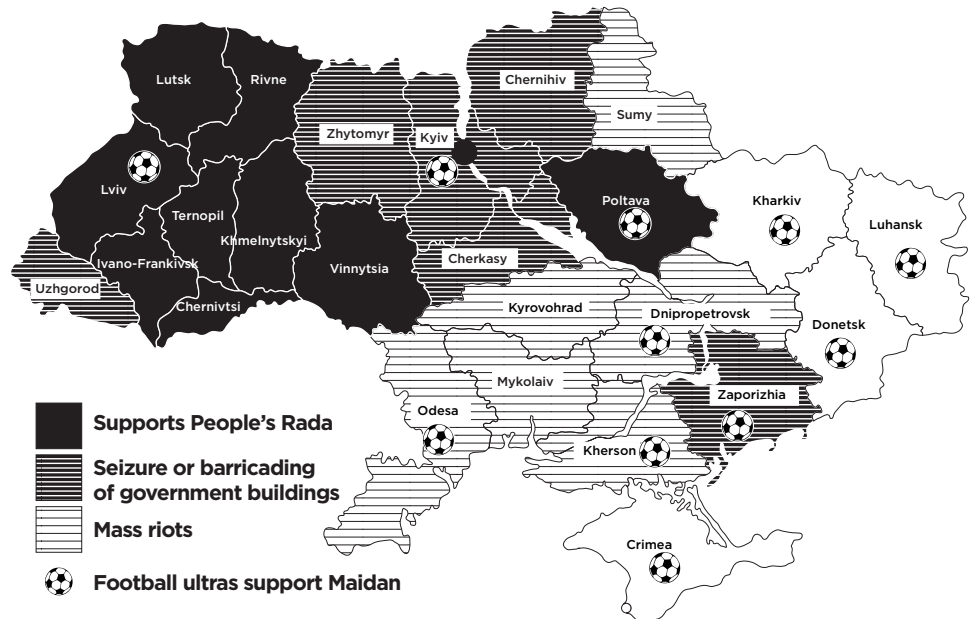 Lutsk
Rivne
Zhytomyr
Kyiv
Chernihiv
Sumy
Lviv
Ternopil
Khmelnytskyi
Poltava
Kharkiv
Luhansk
Ivano-Frankivsk
Uzhgorod
Chernivtsi
Vinnytsia
Cherkasy
Kyrovohrad
Dnipropetrovsk
Donetsk
Mykolaiv
Zaporizhia
Odesa
Kherson
Crimea
Supports People's Rada
Seizure or barricading
of government buildings
Mass riots
Football ultras support Maidan